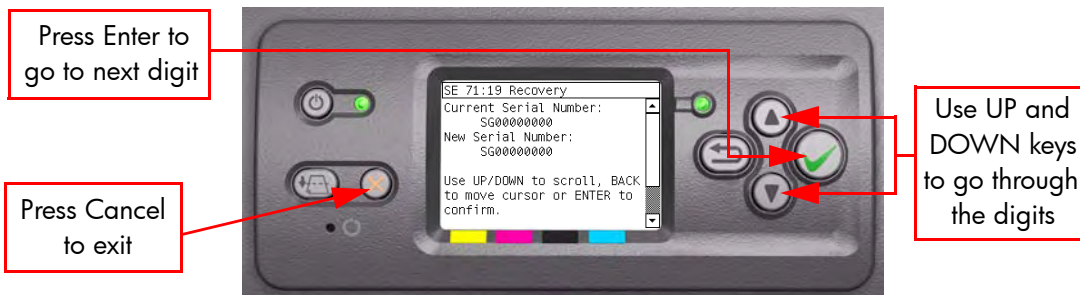 Press Enter to
go to next digit
SE 71:19 Recovery
Current Serial Number:
SG00000000
New Serial Number:
SG00000000
Use UP/DOWN to scroll, BACK
to move cursor or ENTER to
confirm.
Press Cancel
to exit
Use UP and
DOWN keys
to go through
the digits